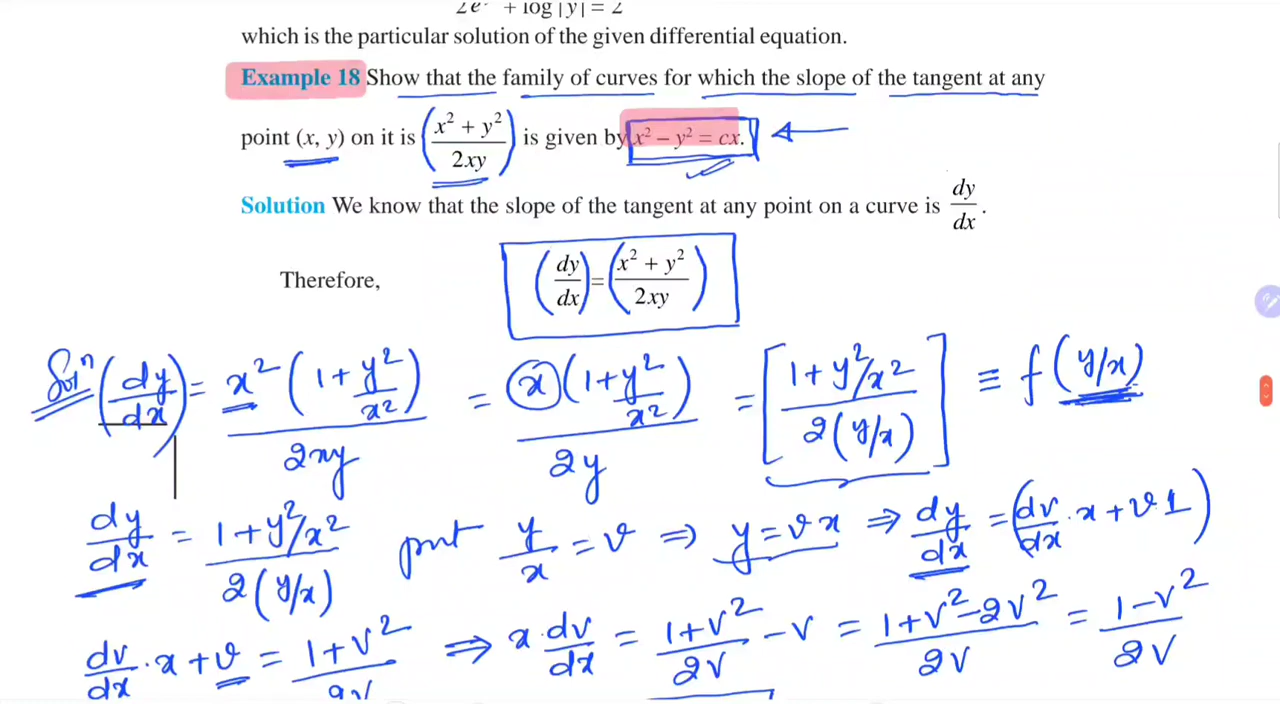 2e + log |y| = 2
which is the particular solution of the given differential equation.
Example 18 Show that the family of curves for which the slope of the tangent at any
point (x, y) on it is (x² + y²)/(2xy) is given by x² – y² = cx.
Solution We know that the slope of the tangent at any point on a curve is dy/dx.
Therefore, (dy/dx) = (x² + y²)/(2xy)
Solⁿ (dy/dx) = x²(1 + y²/x²)/2xy = x(1 + y²/x²)/2y = [(1 + y²/x²)/2(y/x)] ≡ f(y/x)
dy/dx = (1 + y²/x²)/2(y/x) put y/x = v ⇒ y = vx ⇒ dy/dx = (dv/dx · x + v 1)
dv/dx · x + v = (1 + v²)/2v ⇒ x · dv/dx = (1 + v²)/2v - v = (1 + v² - 2v²)/2v = (1 - v²)/2v